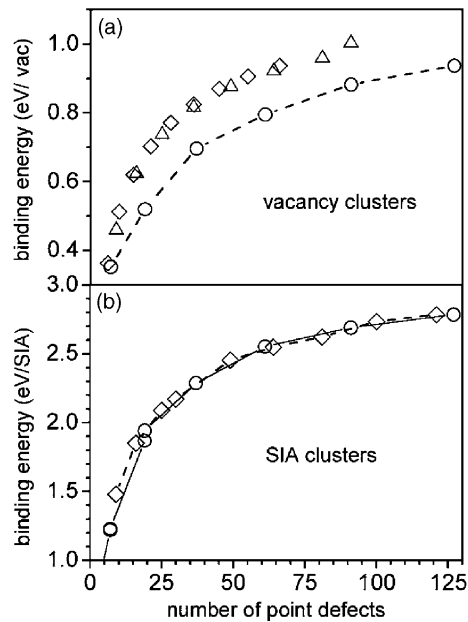 (a)
1.0
0.8
0.6
0.4
binding energy (eV/ vac)
vacancy clusters
3.0
(b)
2.5
2.0
1.5
1.0
binding energy (eV/SIA)
SIA clusters
0 25 50 75 100 125
number of point defects